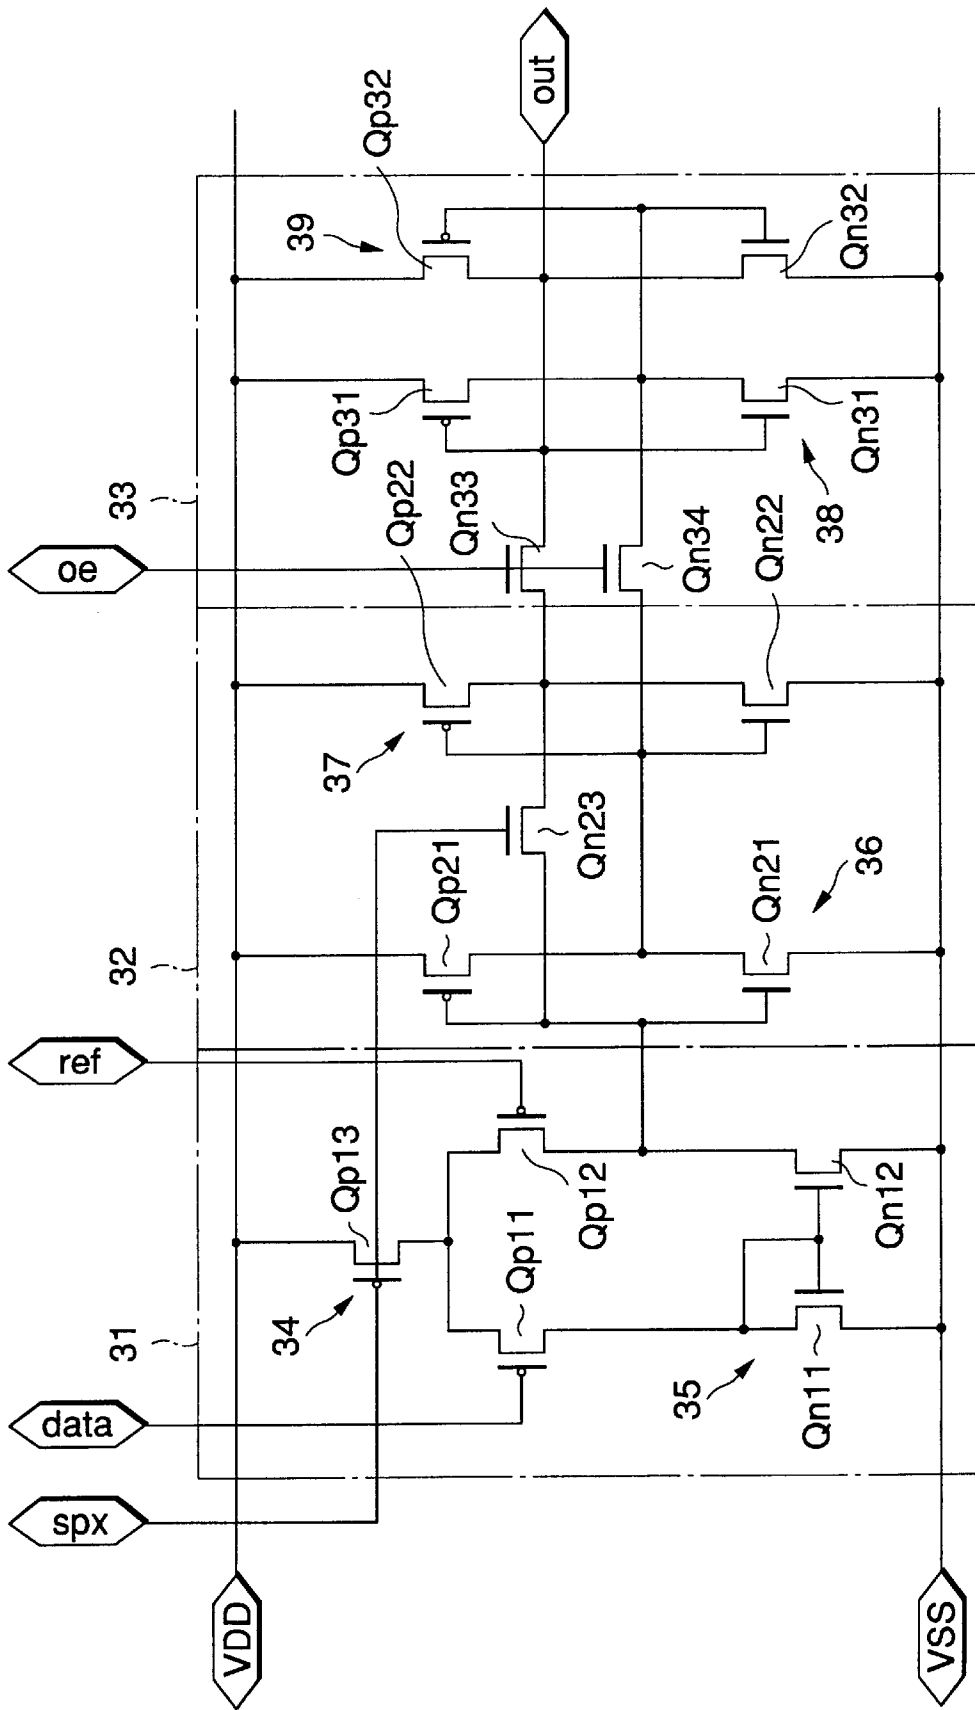 oe
ref
data
spx
33
32
31
VDD
VSS
out
Qp32
39
Qn32
Qp31
Qn31
38
Qp22
Qn33
Qn34
Qn22
37
Qn23
Qp21
Qn21
36
Qp13
34
Qp12
Qp11
Qn12
35
Qn11